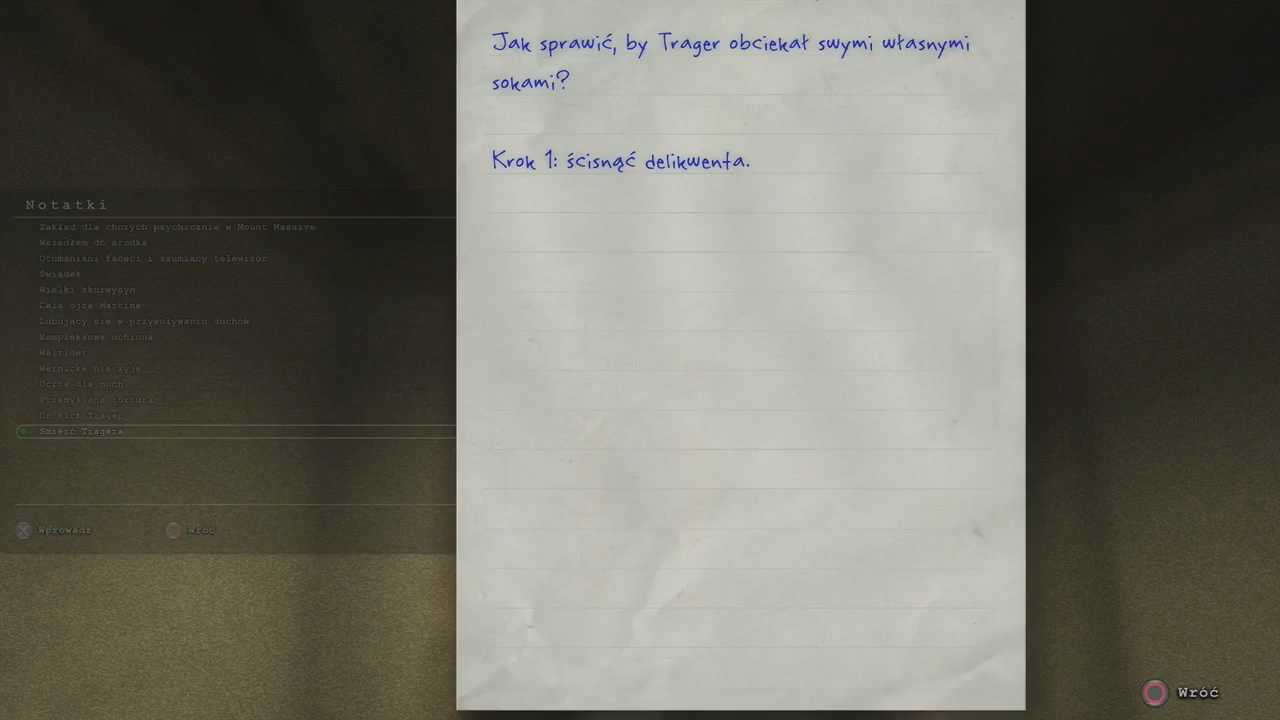 Jak sprawić, by Trager obciekał swymi własnymi
sokami?
Krok 1: ścisnąć delikwenta.
Notatki
Zakład dla chorych psychicznie w Mount Massive
Wszedłem do środka
Otumanieni faceci i szumiący telewizor
Świadek
Wielki skurwysyn
Cela ojca Martina
Lubujący się w przywoływaniu duchów
Kompleksowa ochrona
Walrider
Wernicke nie żyje
Uczta dla much
Przemyślana tortura
Dr Rick Trager
Śmierć Tragera
Wprowadź
Wróć
Wróć